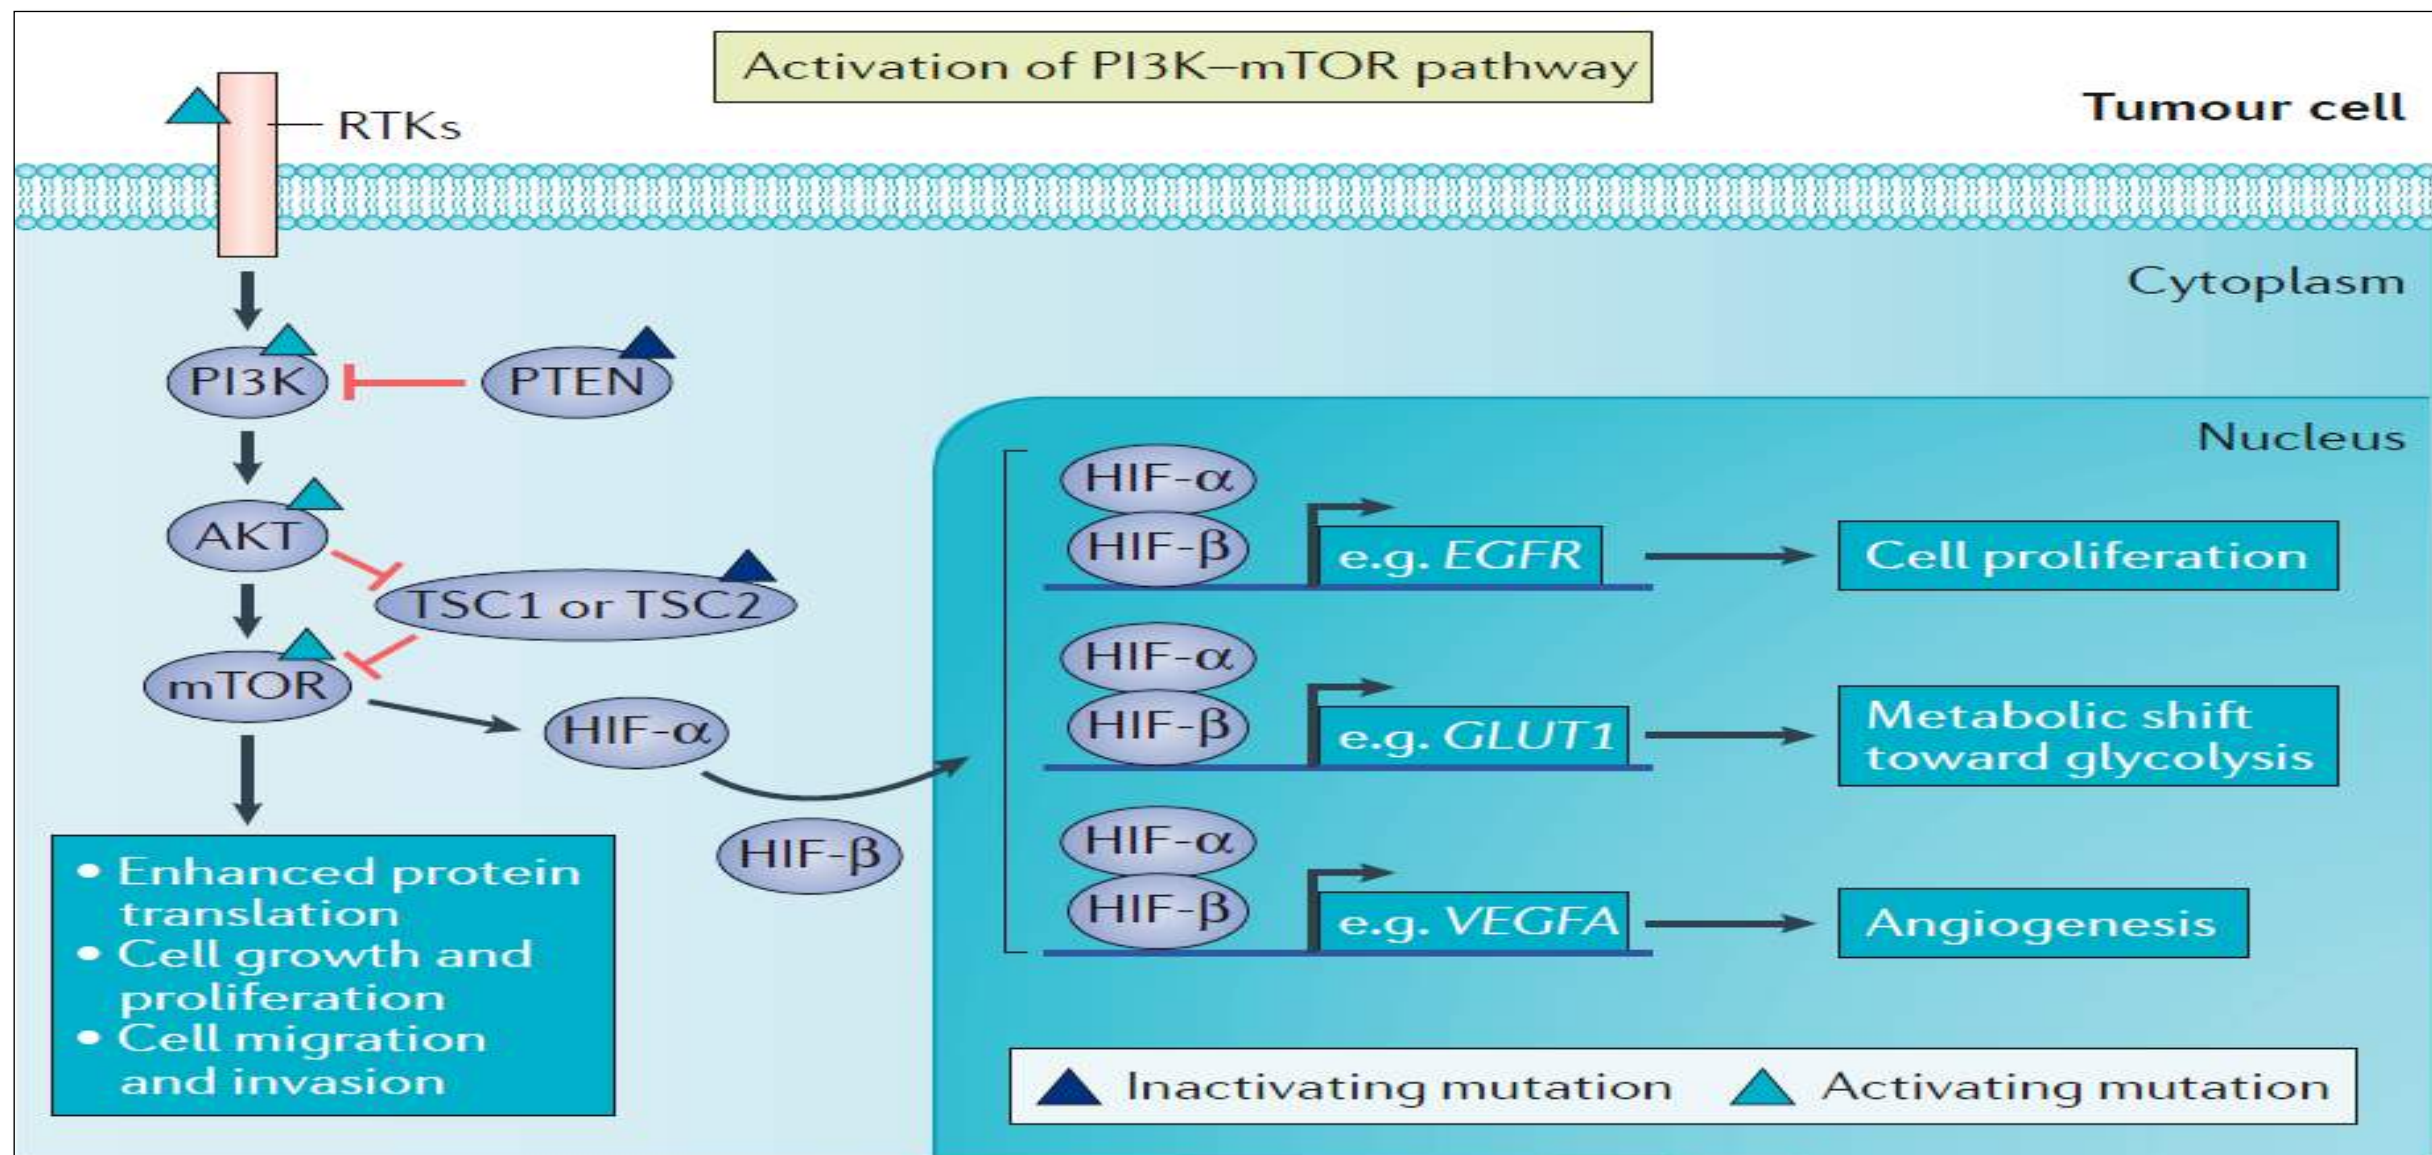 Activation of PI3K–mTOR pathway
Tumour cell
RTKs
Cytoplasm
PI3K
PTEN
Nucleus
AKT
TSC1 or TSC2
mTOR
HIF-α
HIF-β
• Enhanced protein
translation
• Cell growth and
proliferation
• Cell migration
and invasion
HIF-α
HIF-β
e.g. EGFR
Cell proliferation
HIF-α
HIF-β
e.g. GLUT1
Metabolic shift
toward glycolysis
HIF-α
HIF-β
e.g. VEGFA
Angiogenesis
Inactivating mutation
Activating mutation